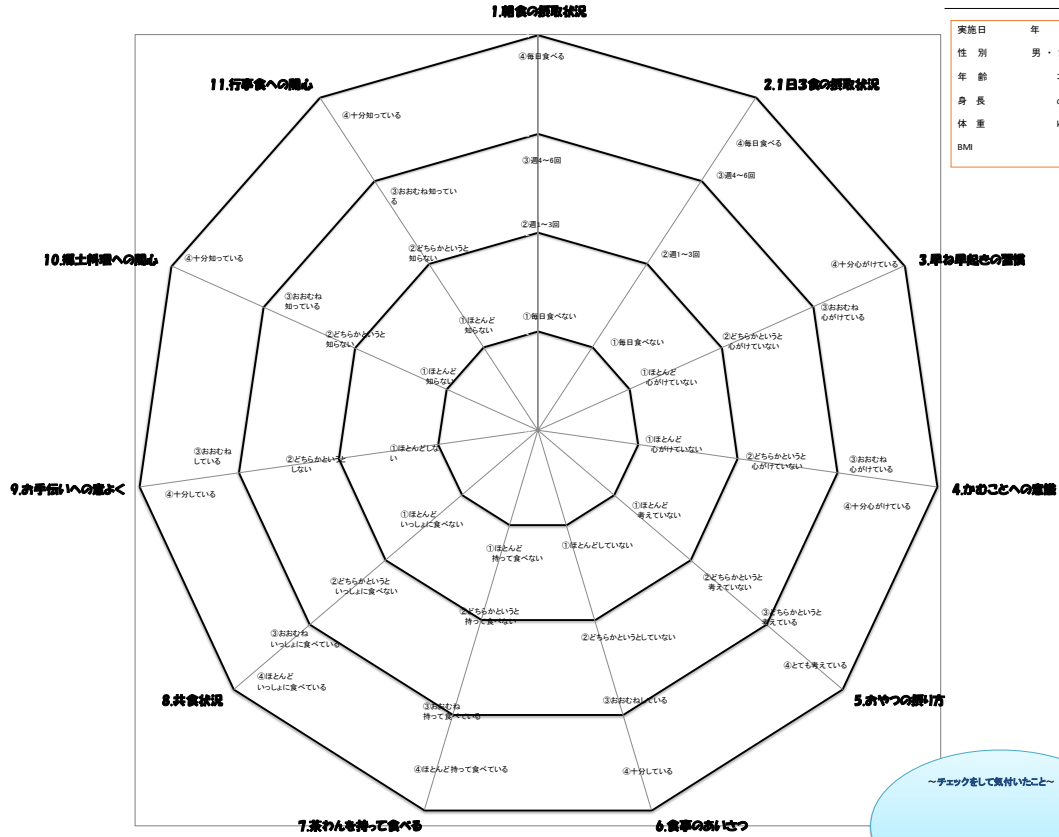 1.朝食の摂取状況
実施日 年
性 別 男 ・
年 齢
身 長
体 重
BMI
④毎日食べる
11.行事食への関心
2.1日3食の摂取状況
④十分知っている
④毎日食べる
③週4～6回
③週4～6回
③おおむね知ってい
る
②週1～3回
②どちらかというと
知らない
②週1～3回
10.郷土料理への関心
④十分知っている
3.早ね早起きの習慣
④十分心がけている
③おおむね
知っている
③おおむね
心がけている
①ほとんど
知らない
①毎日食べない
②どちらかというと
知らない
②どちらかというと
心がけていない
①毎日食べない
①ほとんど
知らない
①ほとんど
心がけていない
③おおむね
している
②どちらかというと
しない
①ほとんどしな
い
①ほとんど
心がけていない
②どちらかというと
心がけていない
③おおむね
心がけている
9.お手伝いへの意よく
④十分している
4.かむことへの意識
④十分心がけている
①ほとんど
いっしょに食べない
①ほとんど
考えていない
①ほとんど
持って食べない
①ほとんどしていない
②どちらかというと
いっしょに食べない
②どちらかというと
考えていない
②どちらかというと
持って食べない
②どちらかというとしていない
③どちらかというと
考えている
③おおむね
いっしょに食べている
④とても考えている
④ほとんど
いっしょに食べている
8.共食状況
5.おやつの摂り方
③おおむね
持って食べている
③おおむねしている
④ほとんど持って食べている
④十分している
～チェックをして気付いたこと～
7.茶わんを持って食べる
6.食事のあいさつ